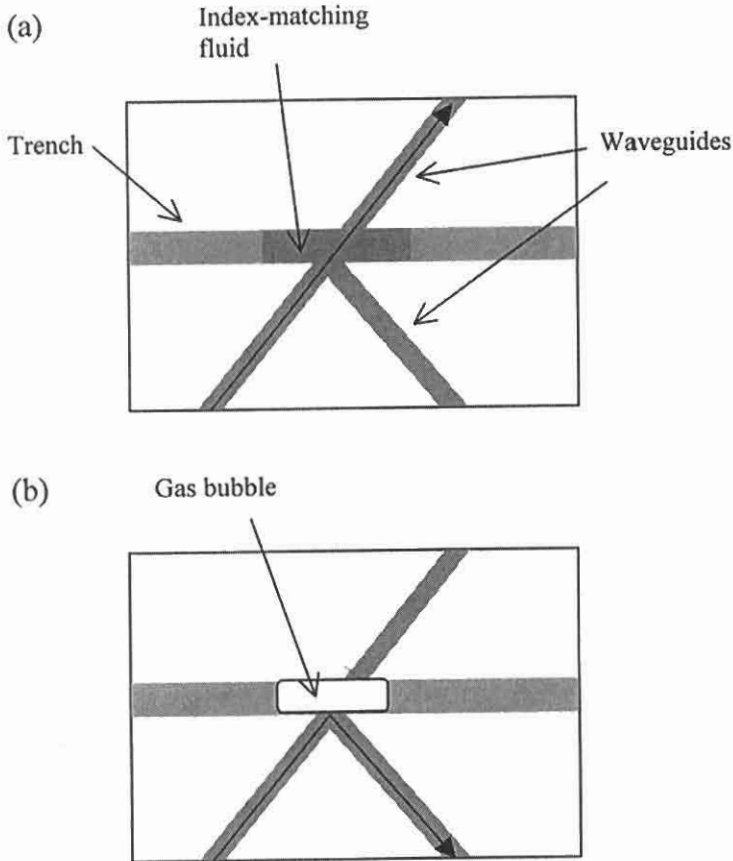 (a)
Index-matching
fluid
Trench
Waveguides
(b)
Gas bubble